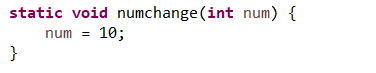 static void numchange(int num) {
    num = 10;
}